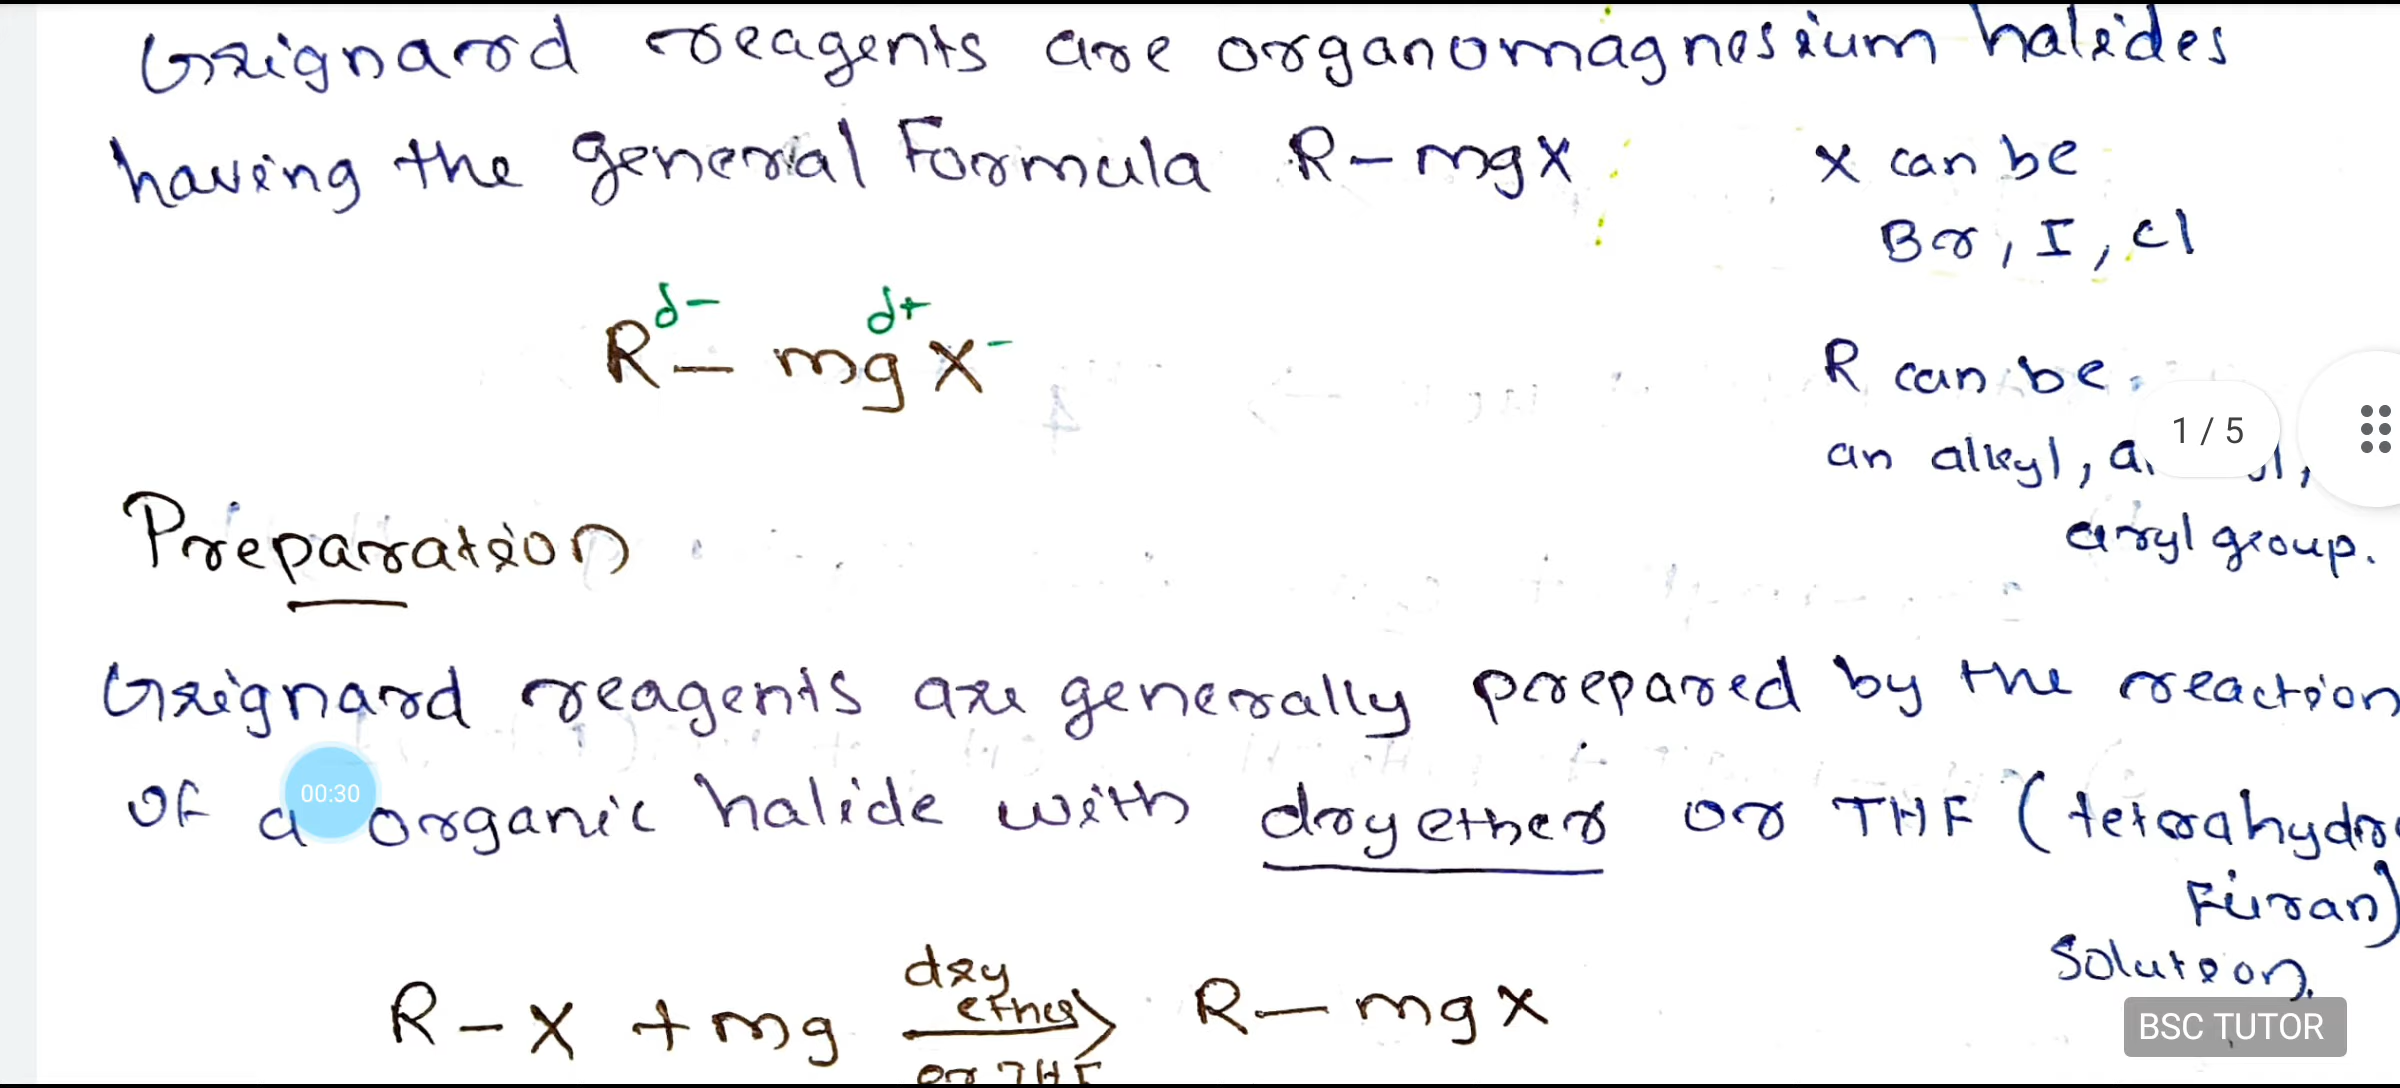 Grignard reagents are organomagnesium halides
having the general Formula R-mgX
X can be
Br, I, Cl
R^δ- - mg^δ+ X^-
R can be
1 / 5
an alkyl,
aryl group.
Preparation
Grignard reagents are generally prepared by the reaction
of a organic halide with dry ether or THF (tetrahydro
00:30
Furan)
Solution.
dry
ether
R-X + mg → R-mgX
or THF
BSC TUTOR